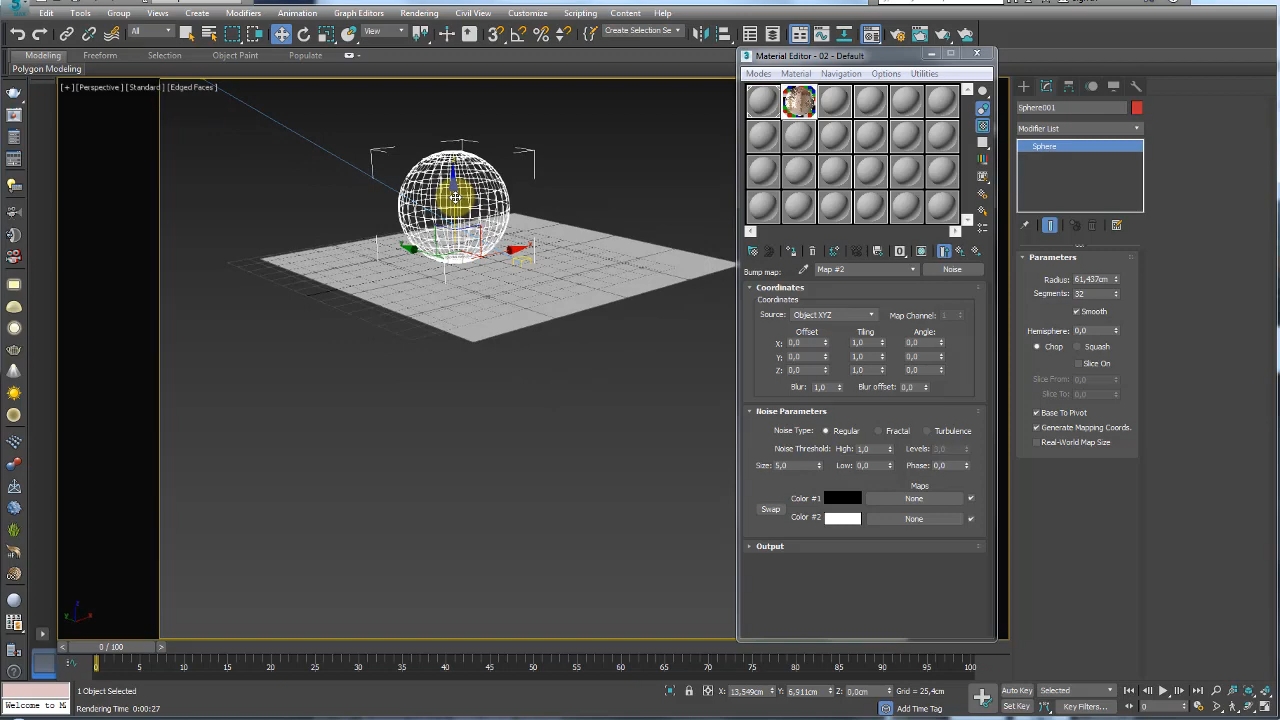 Edit Tools Group Views Create Modifiers Animation Graph Editors Rendering Civil View Customize Scripting Content Help
All View Create Selection Se
Modeling Freeform Selection Object Paint Populate
Polygon Modeling
[ + ] [Perspective ] [Standard ] [Edged Faces ]
Material Editor - 02 - Default
Modes Material Navigation Options Utilities
Sphere001
Modifier List
Sphere
Bump map: Map #2 Noise
Coordinates
Coordinates
Source: Object XYZ Map Channel: 1
Offset Tiling Angle:
X: 0,0 1,0 0,0
Y: 0,0 1,0 0,0
Z: 0,0 1,0 0,0
Blur: 1,0 Blur offset: 0,0
Noise Parameters
Noise Type: Regular Fractal Turbulence
Noise Threshold: High: 1,0 Levels: 3,0
Size: 5,0 Low: 0,0 Phase: 0,0
Maps
Color #1 None
Swap
Color #2 None
Output
Parameters
Radius: 61,437cm
Segments: 32
Smooth
Hemisphere: 0,0
Chop Squash
Slice On
Slice From: 0,0
Slice To: 0,0
Base To Pivot
Generate Mapping Coords.
Real-World Map Size
0 / 100
0 5 10 15 20 25 30 35 40 45 50 55 60 65 70 75 80 85 90 95 100
1 Object Selected X: 13,549cm Y: 6,911cm Z: 0,0cm Grid = 25,4cm Auto Key Selected
Welcome to M Rendering Time 0:00:27 Add Time Tag Set Key Key Filters... 0